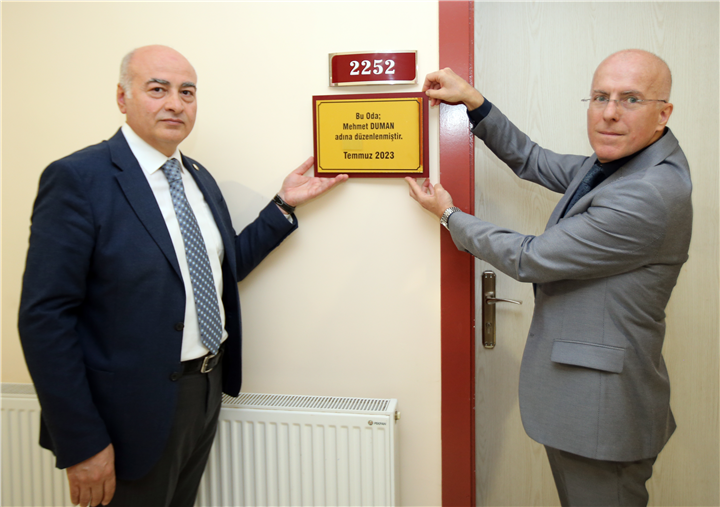 2252
Bu Oda;
Mehmet DUMAN
adına düzenlenmiştir.
Temmuz 2023